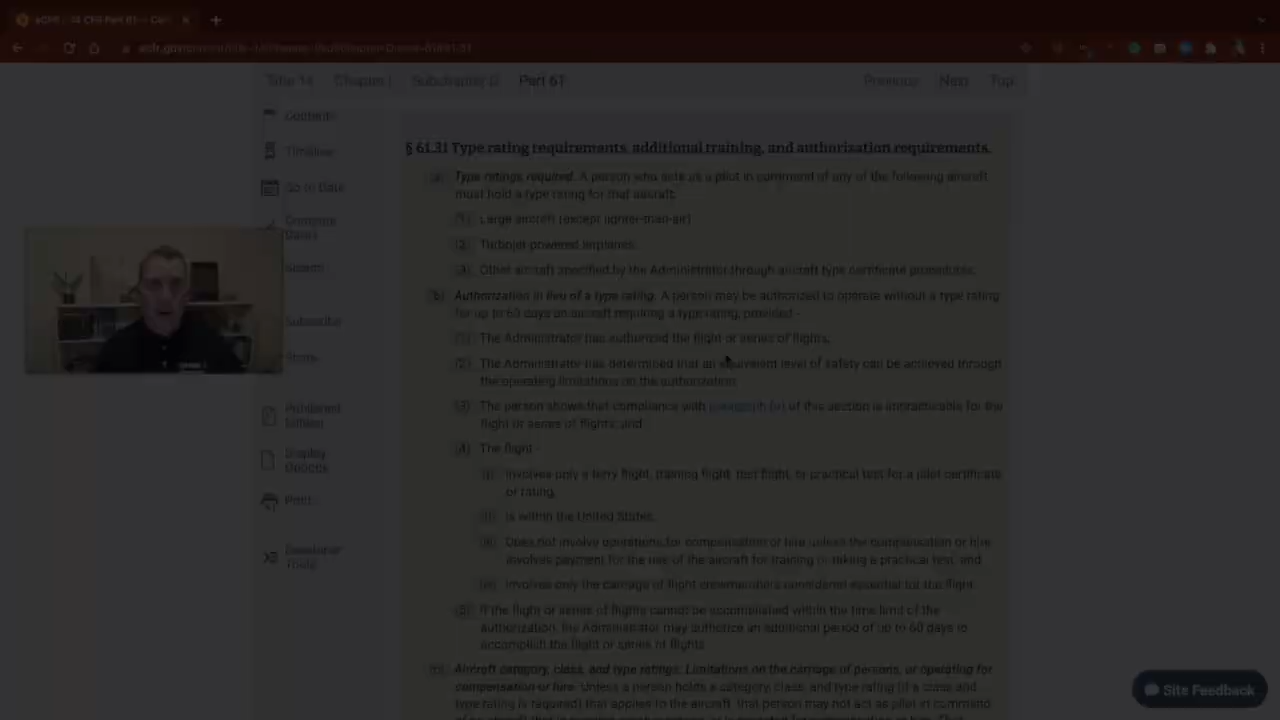 eCFR :: 14 CFR Part 61 -- Cer
Title 14
Chapter I
Subchapter D
Part 61
Previous
Next
Top
Content
Timeline
Go to Date
Compare
Dates
Search
Subscribe
Published
Edition
Display
Options
Print
Developer
Tools
§ 61.31 Type rating requirements, additional training, and authorization requirements.
(a) Type ratings required. A person who acts as a pilot in command of any of the following aircraft
must hold a type rating for that aircraft:
(1) Large aircraft (except lighter-than-air).
(2) Turbojet-powered airplanes.
(3) Other aircraft specified by the Administrator through aircraft type certificate procedures.
(b) Authorization in lieu of a type rating. A person may be authorized to operate without a type rating
for up to 60 days an aircraft requiring a type rating, provided -
(1) The Administrator has authorized the flight or series of flights;
(2) The Administrator has determined that an equivalent level of safety can be achieved through
the operating limitations on the authorization;
(3) The person shows that compliance with paragraph (a) of this section is impracticable for the
flight or series of flights; and
(4) The flight -
(i) Involves only a ferry flight, training flight, test flight, or practical test for a pilot certificate
or rating;
(ii) Is within the United States;
(iii) Does not involve operations for compensation or hire unless the compensation or hire
involves payment for the use of the aircraft for training or taking a practical test; and
(iv) Involves only the carriage of flight crewmembers considered essential for the flight.
(5) If the flight or series of flights cannot be accomplished within the time limit of the
authorization, the Administrator may authorize an additional period of up to 60 days to
accomplish the flight or series of flights.
Aircraft category, class, and type ratings: Limitations on the carriage of persons, or operating for
compensation or hire. Unless a person holds a category, class, and type rating (if a class and
type rating is required) that applies to the aircraft, that person may not act as pilot in command
Site Feedback